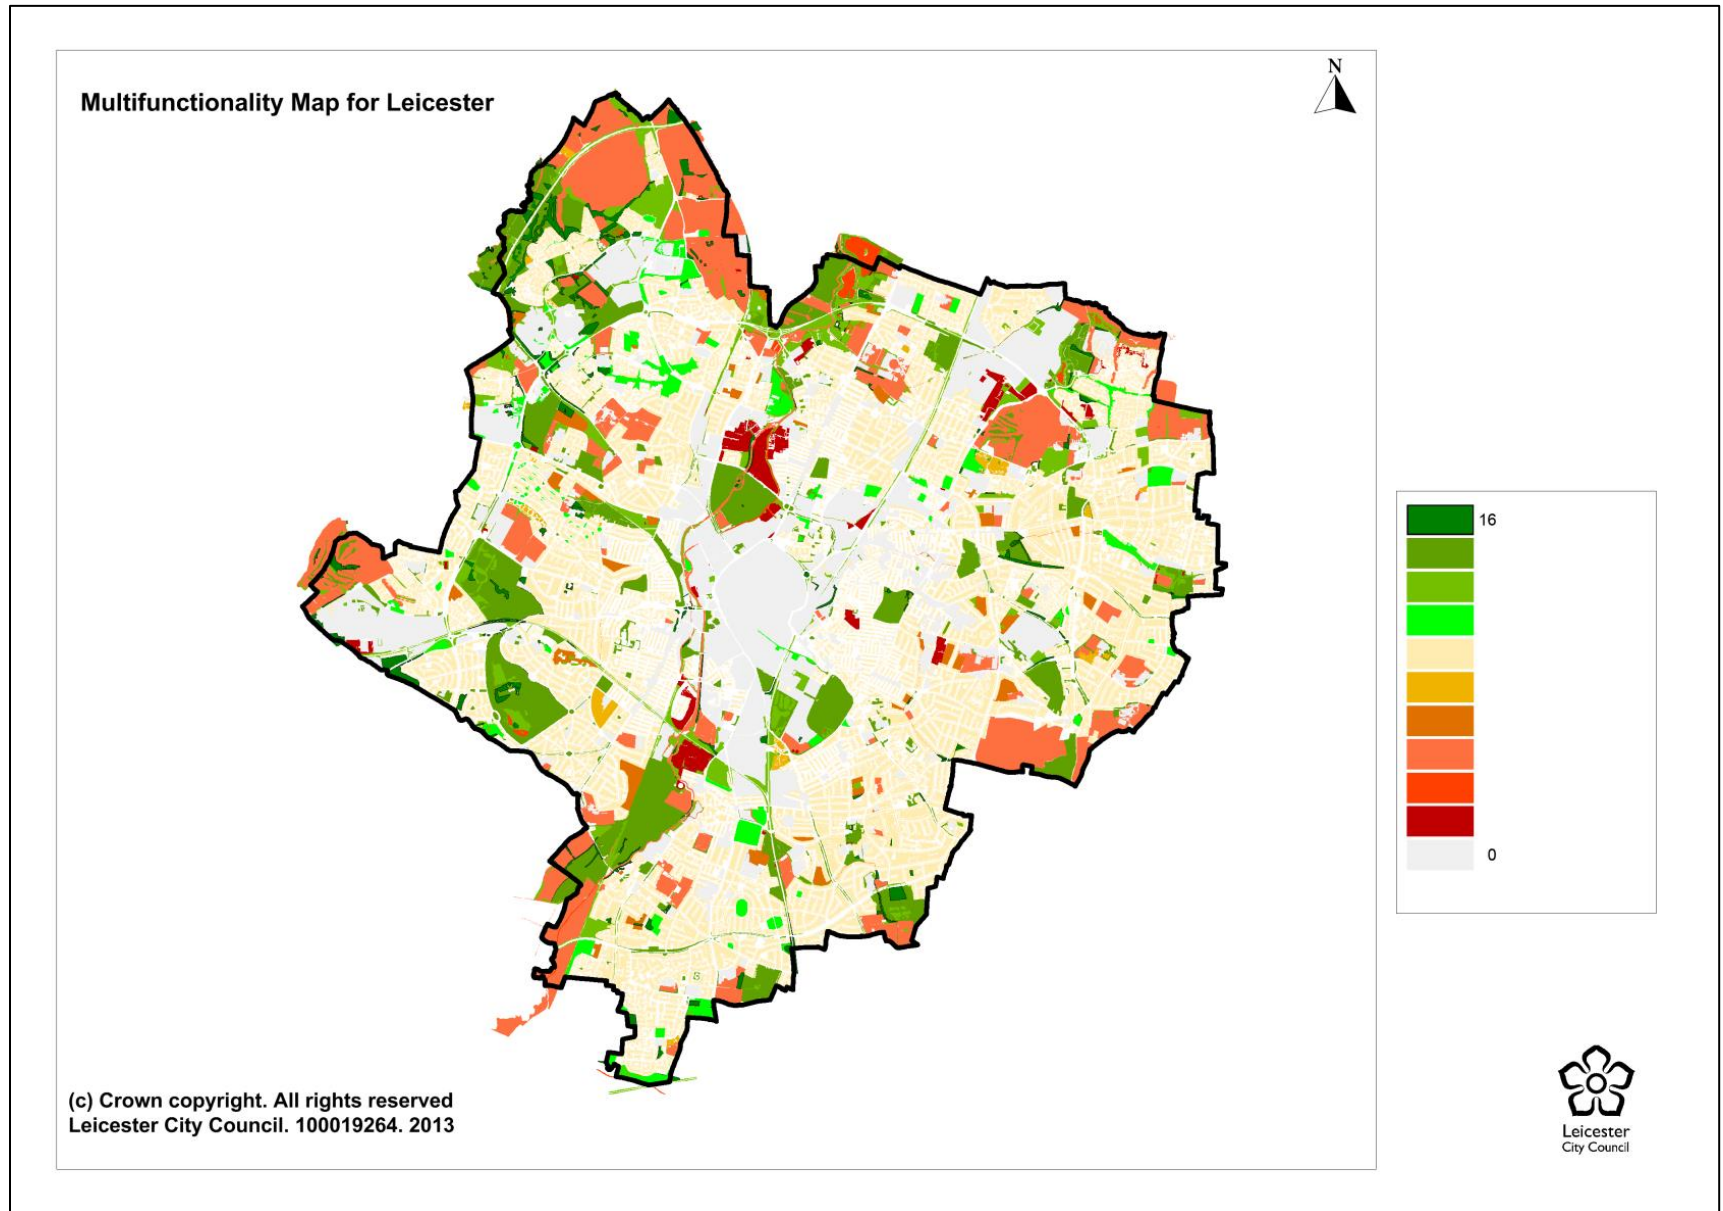 N
Multifunctionality Map for Leicester
16
0
(c) Crown copyright. All rights reserved
Leicester City Council. 100019264. 2013
Leicester
City Council